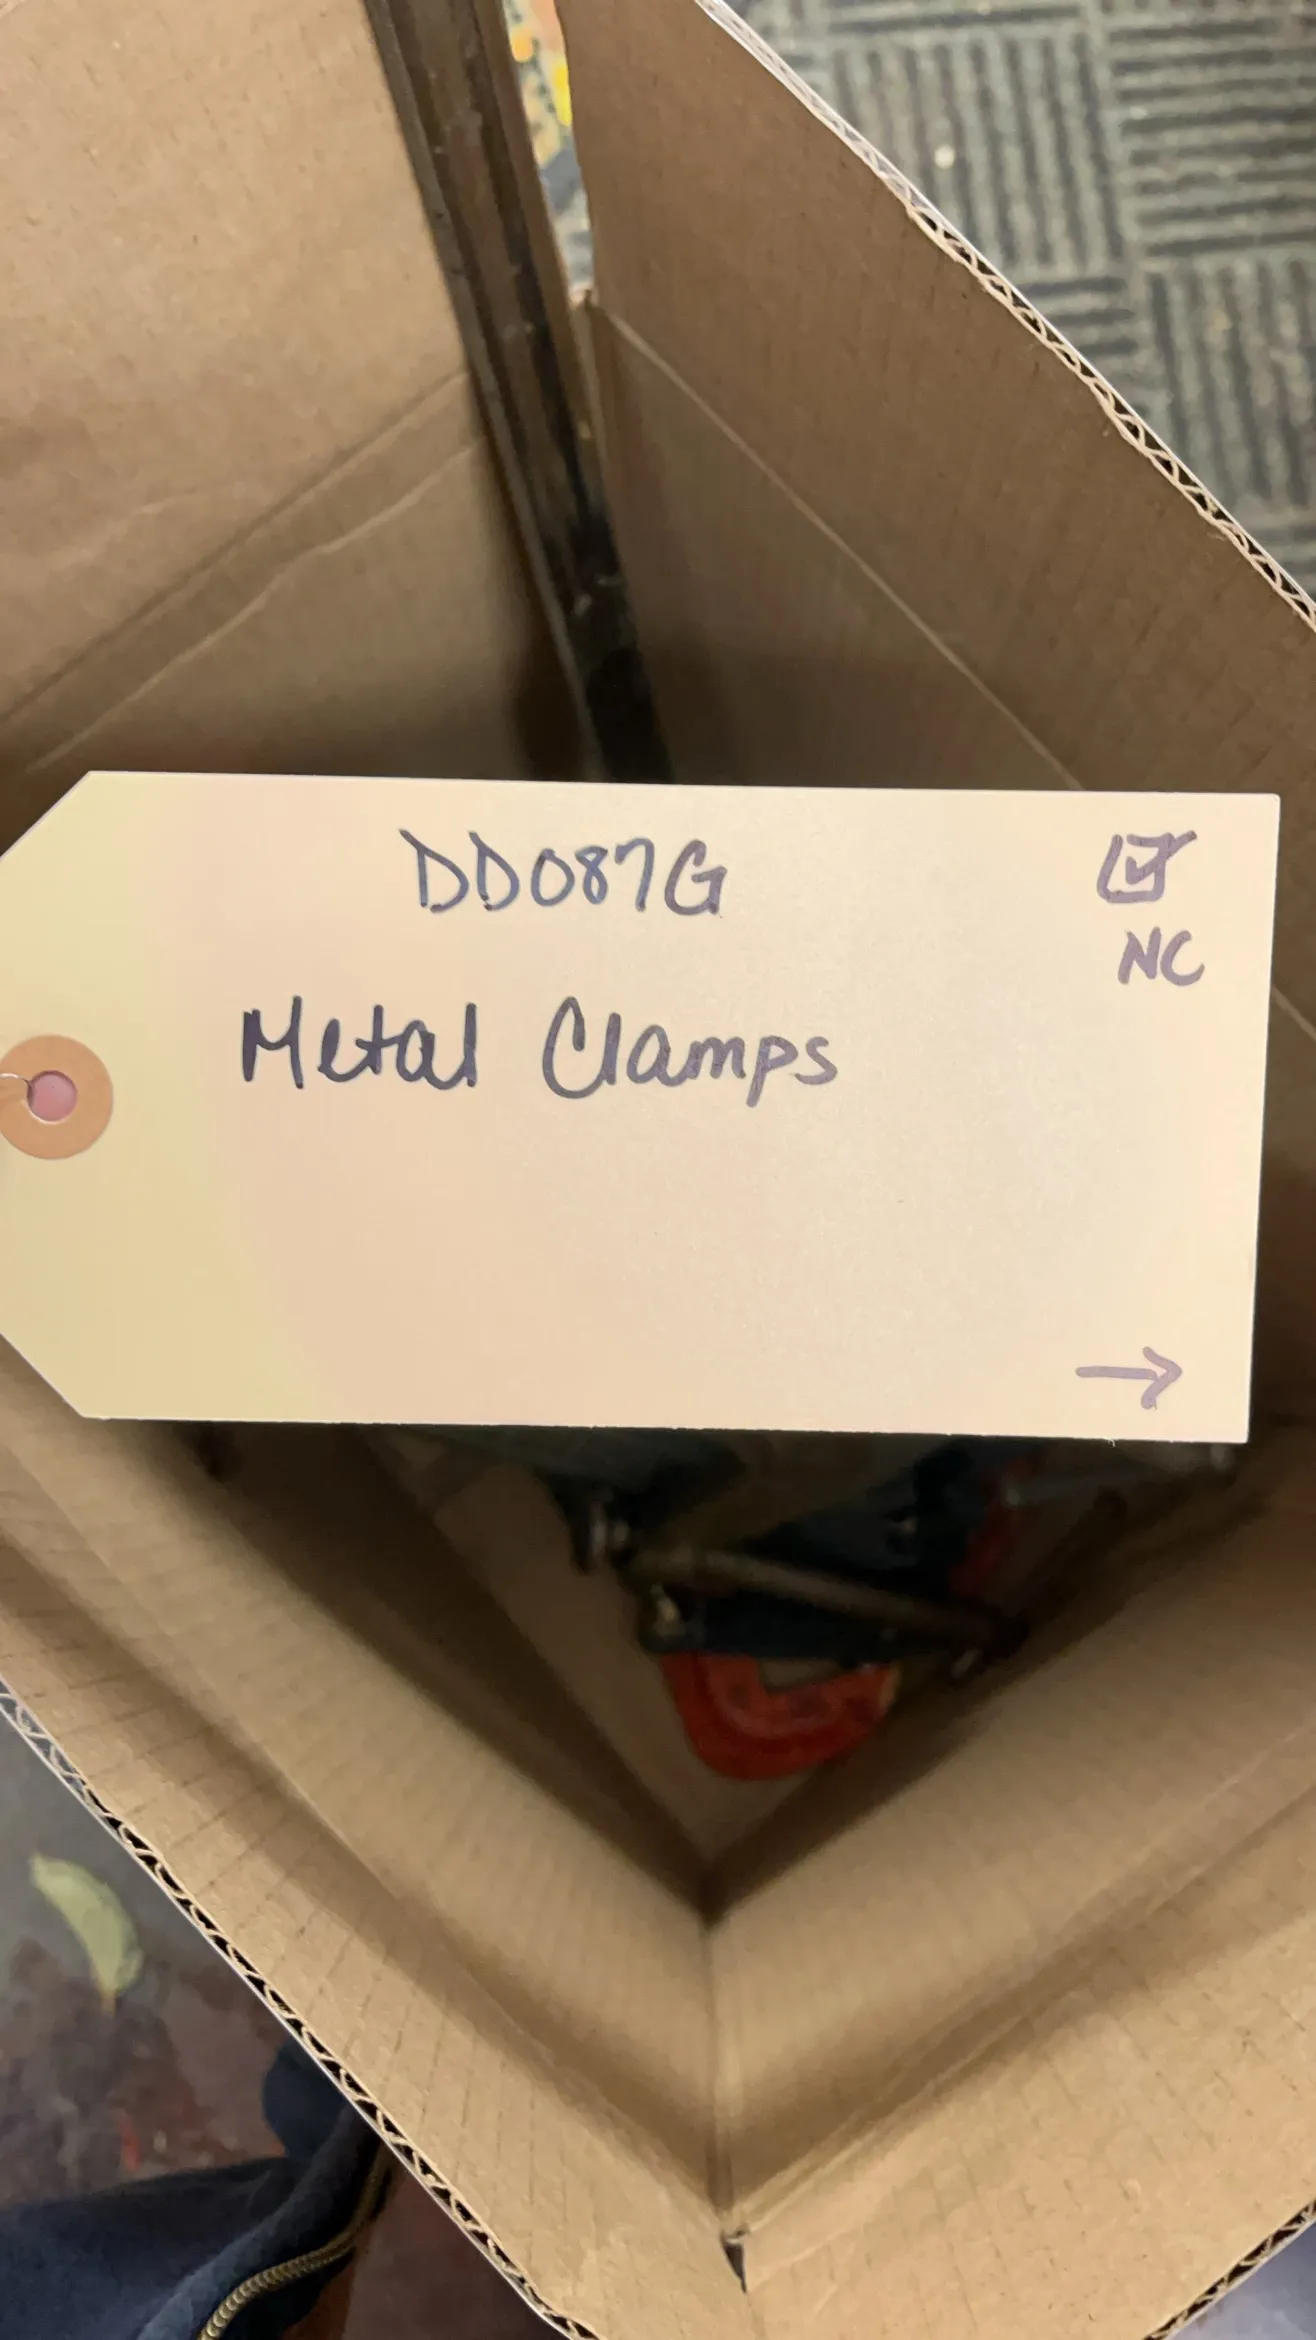 DD087G
☑
NC
Metal Clamps
→